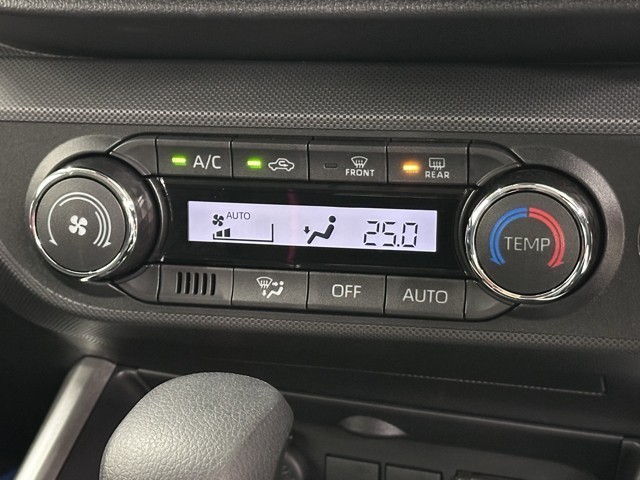 A/C
FRONT
REAR
AUTO
25.0
TEMP
OFF
AUTO